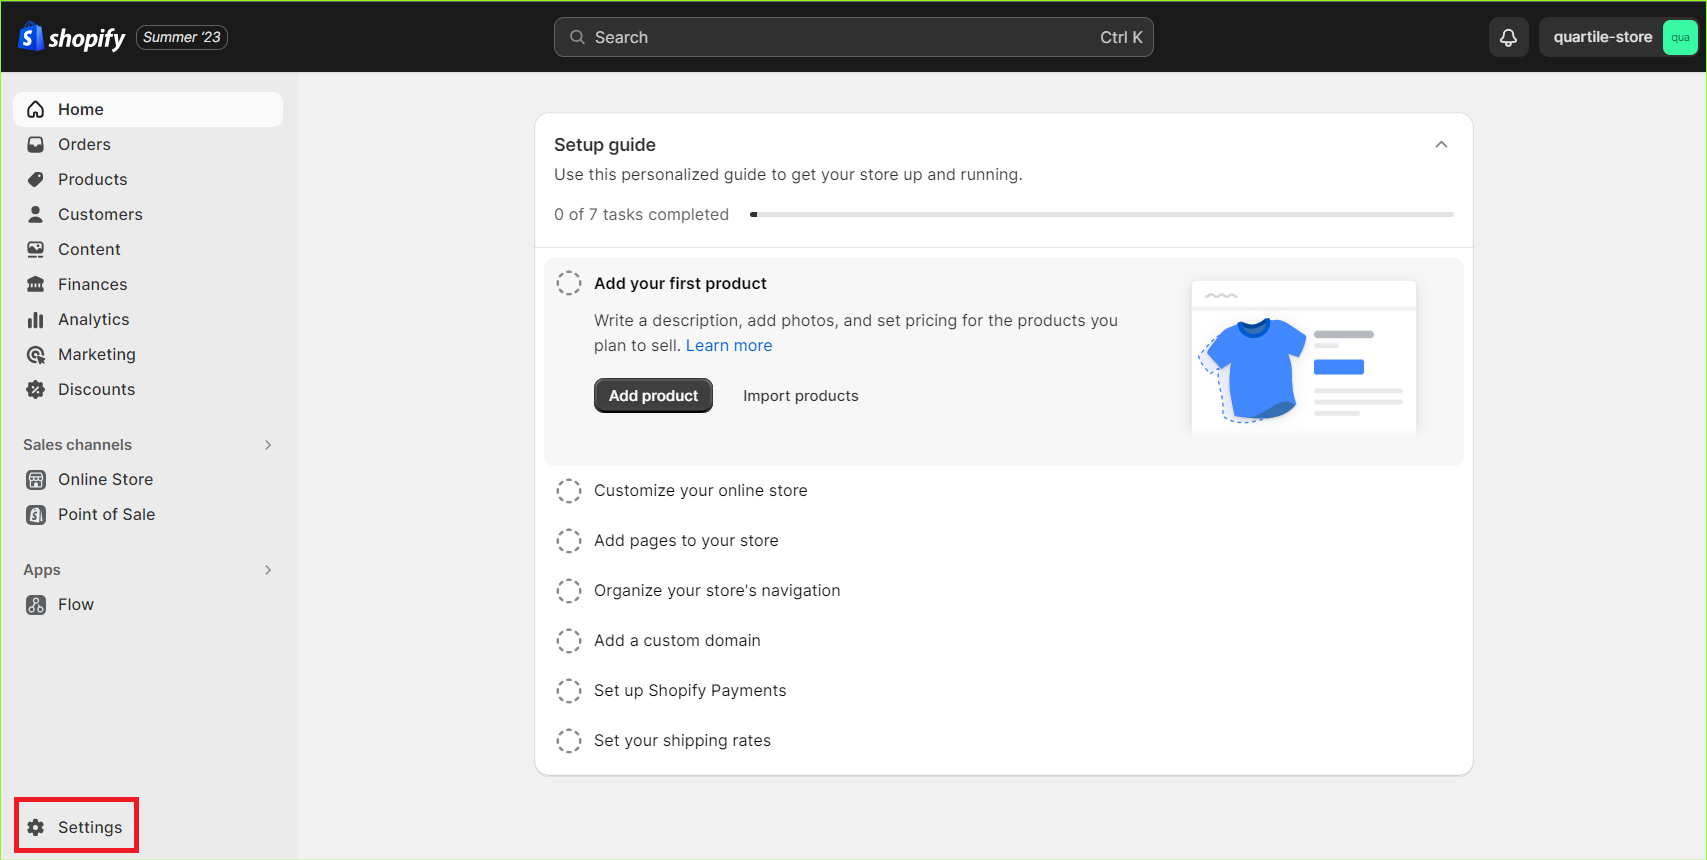 shopify Summer '23
Search Ctrl K
quartile-store qua
Home
Orders
Products
Customers
Content
Finances
Analytics
Marketing
Discounts
Sales channels
Online Store
Point of Sale
Apps
Flow
Settings
Setup guide
Use this personalized guide to get your store up and running.
0 of 7 tasks completed
Add your first product
Write a description, add photos, and set pricing for the products you
plan to sell. Learn more
Add product Import products
Customize your online store
Add pages to your store
Organize your store's navigation
Add a custom domain
Set up Shopify Payments
Set your shipping rates